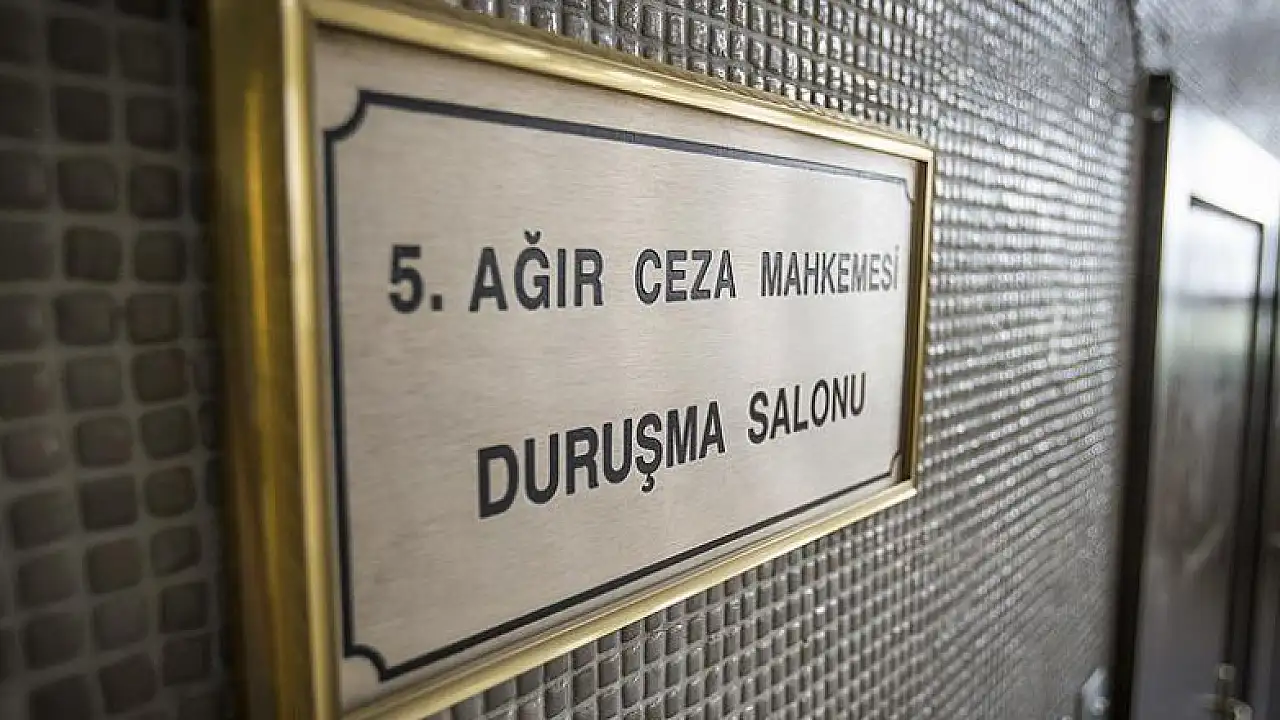 5. AĞIR CEZA MAHKEMESİ
DURUŞMA SALONU